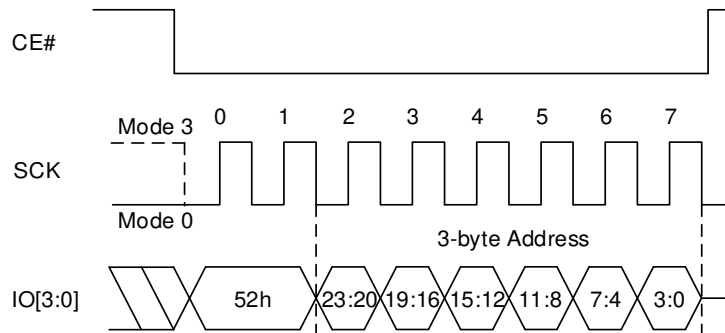 CE#
0 1 2 3 4 5 6 7
Mode 3
SCK
Mode 0
3-byte Address
IO[3:0]
52h 23:20 19:16 15:12 11:8 7:4 3:0